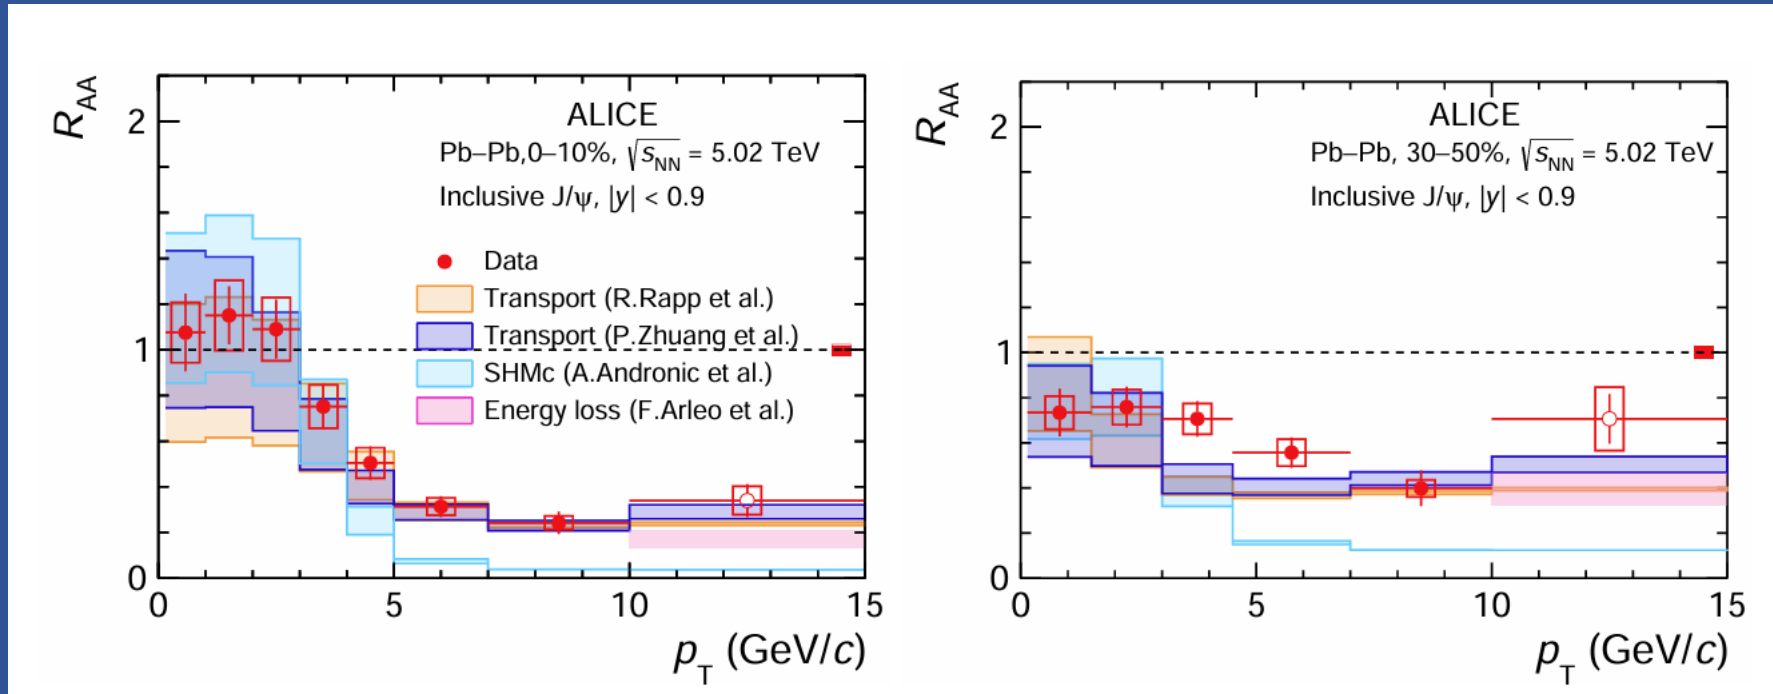 R_AA
2
1
0
0 5 10 15
p_T (GeV/c)
ALICE
Pb–Pb,0–10%, √s_NN = 5.02 TeV
Inclusive J/ψ, |y| < 0.9
Data
Transport (R.Rapp et al.)
Transport (P.Zhuang et al.)
SHMc (A.Andronic et al.)
Energy loss (F.Arleo et al.)
R_AA
2
1
0
0 5 10 15
p_T (GeV/c)
ALICE
Pb–Pb, 30–50%, √s_NN = 5.02 TeV
Inclusive J/ψ, |y| < 0.9